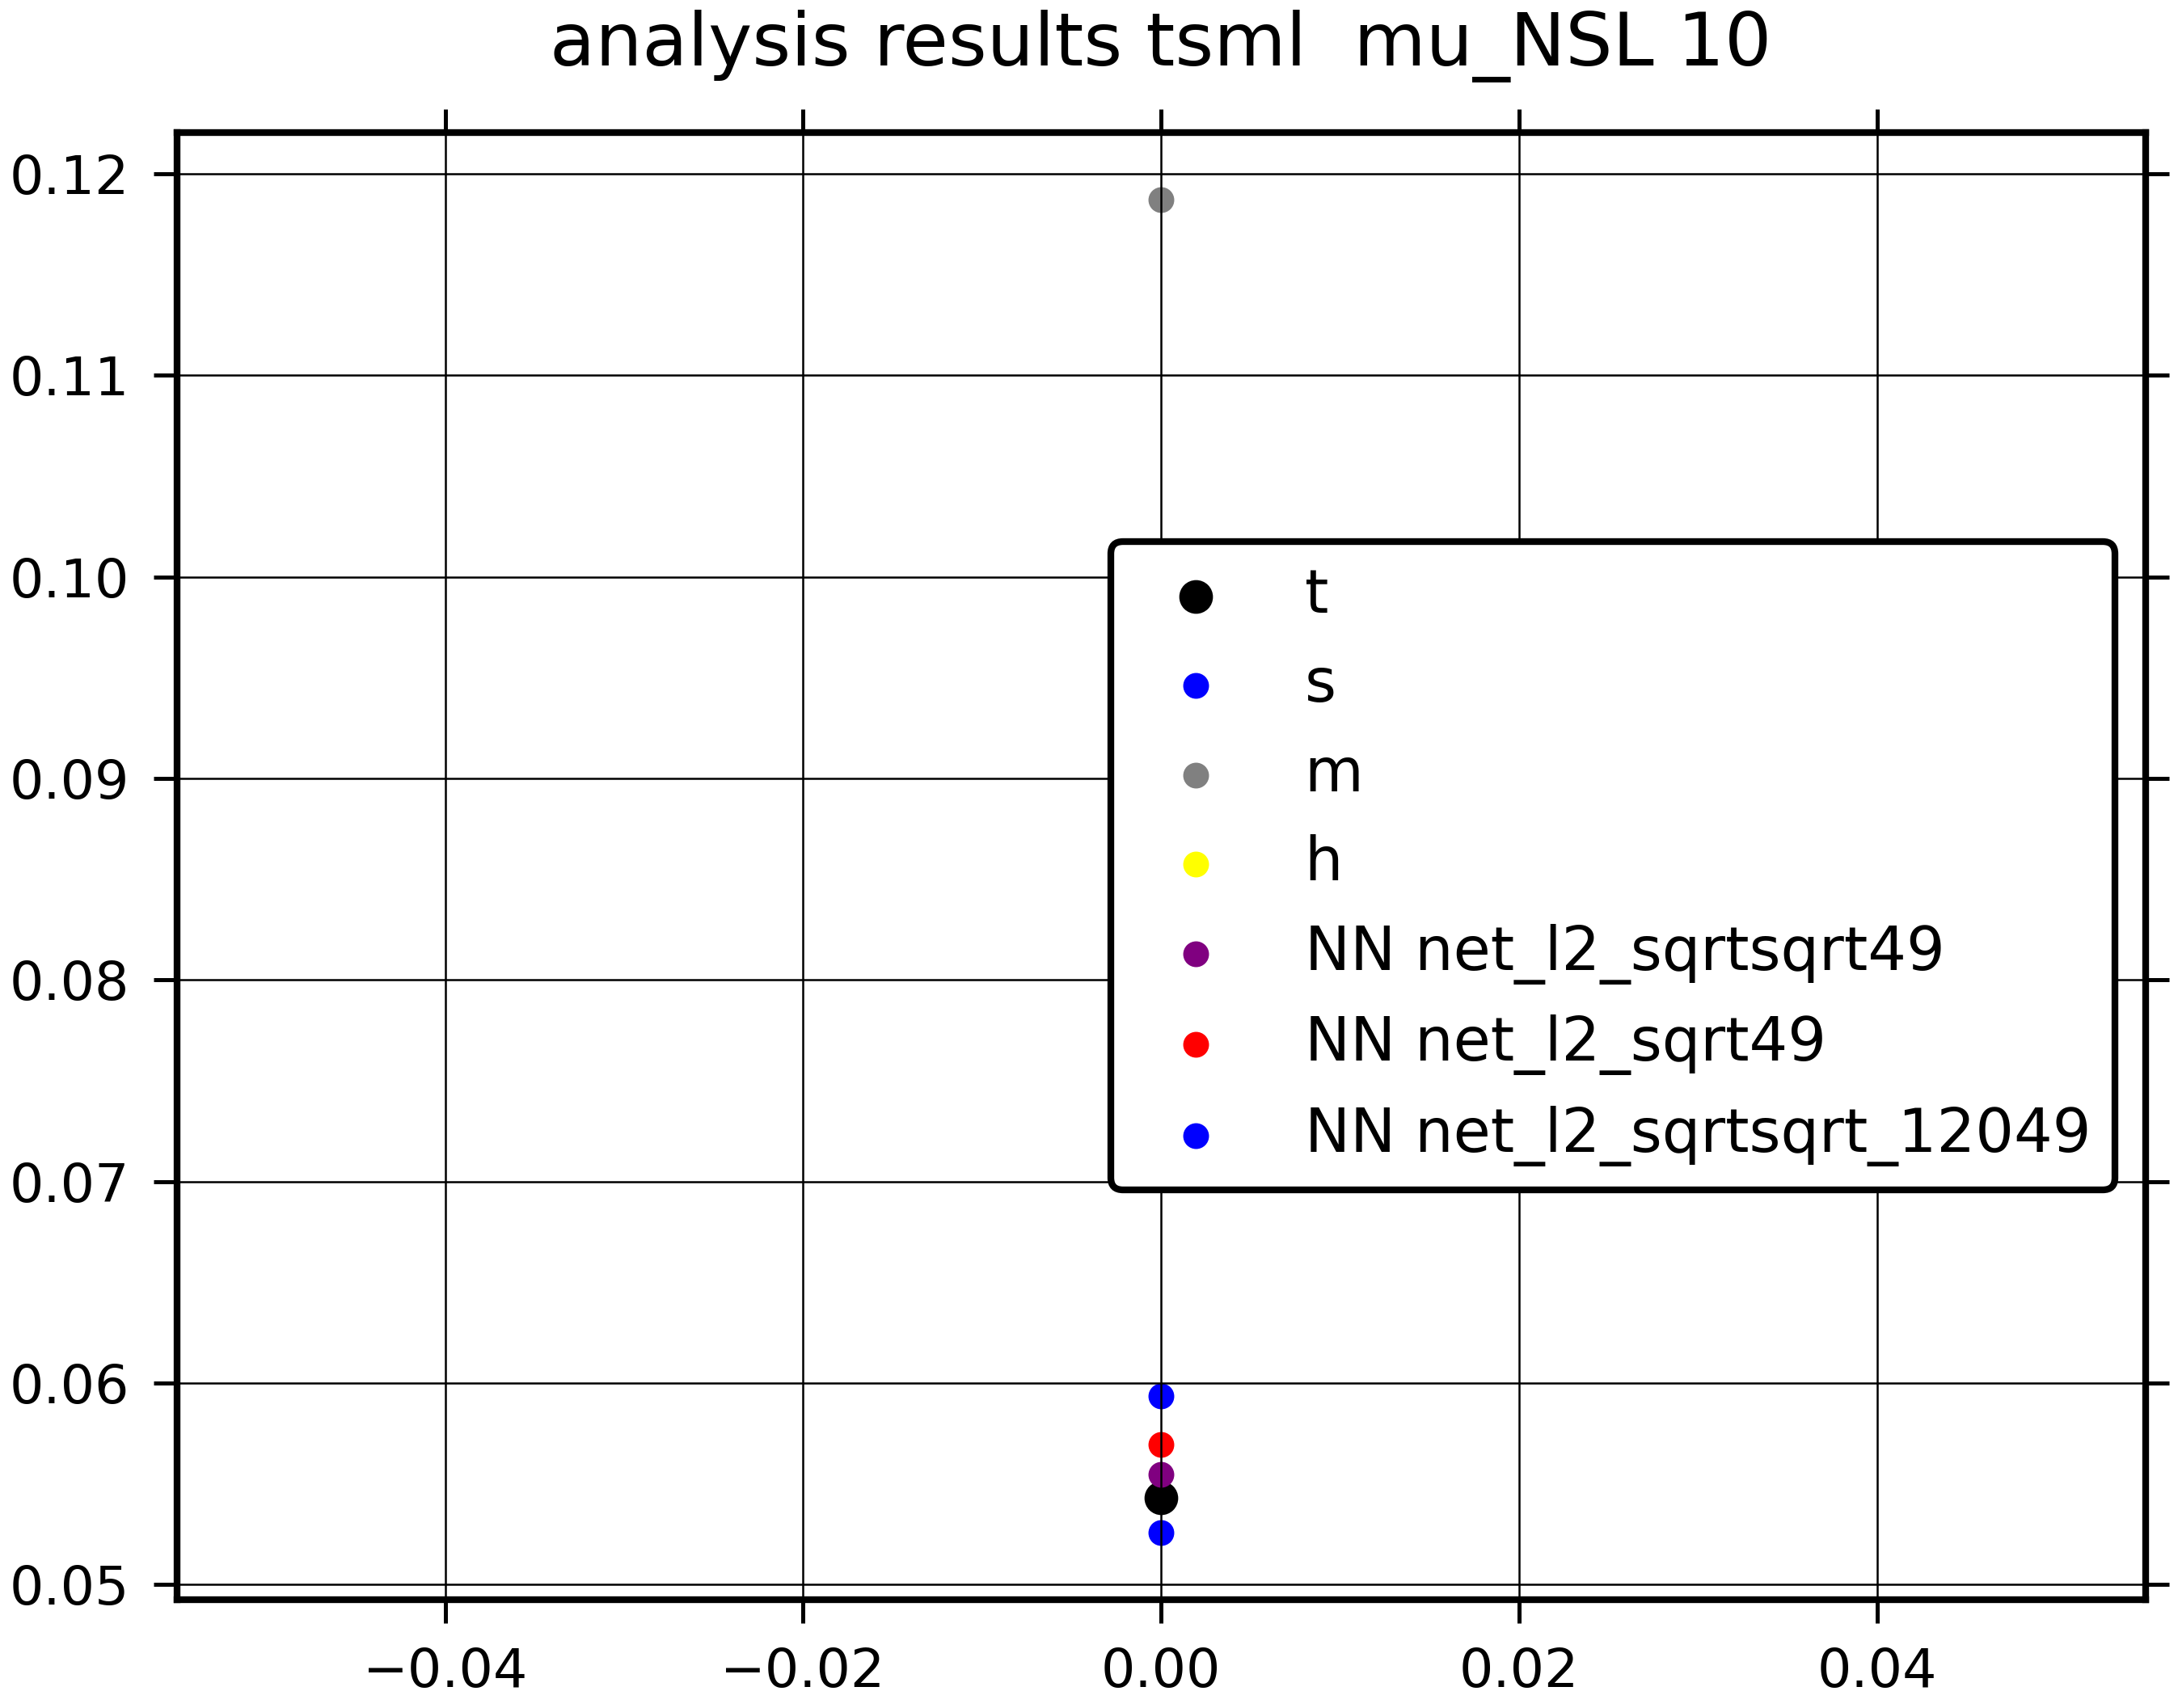 analysis results tsml  mu_NSL 10
0.12
0.11
0.10
0.09
0.08
0.07
0.06
0.05
t
s
m
h
NN net_l2_sqrtsqrt49
NN net_l2_sqrt49
NN net_l2_sqrtsqrt_12049
−0.04 −0.02 0.00 0.02 0.04